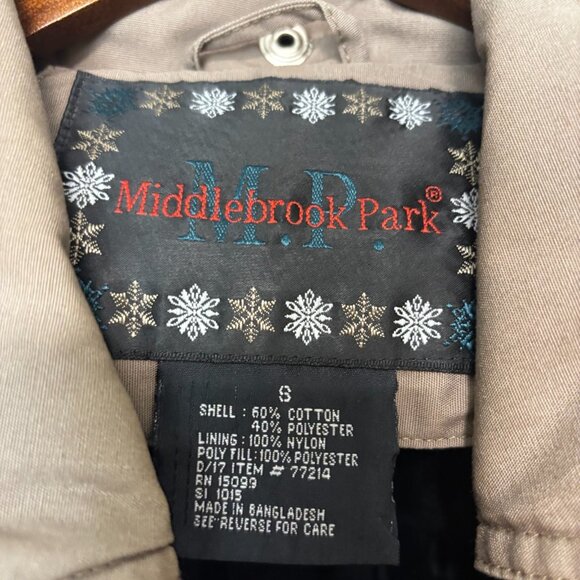 M.P.
Middlebrook Park®
S
SHELL : 60% COTTON
40% POLYESTER
LINING : 100% NYLON
POLY FILL: 100% POLYESTER
D/17 ITEM # 77214
RN 15099
SI 1015
MADE IN BANGLADESH
SEE REVERSE FOR CARE